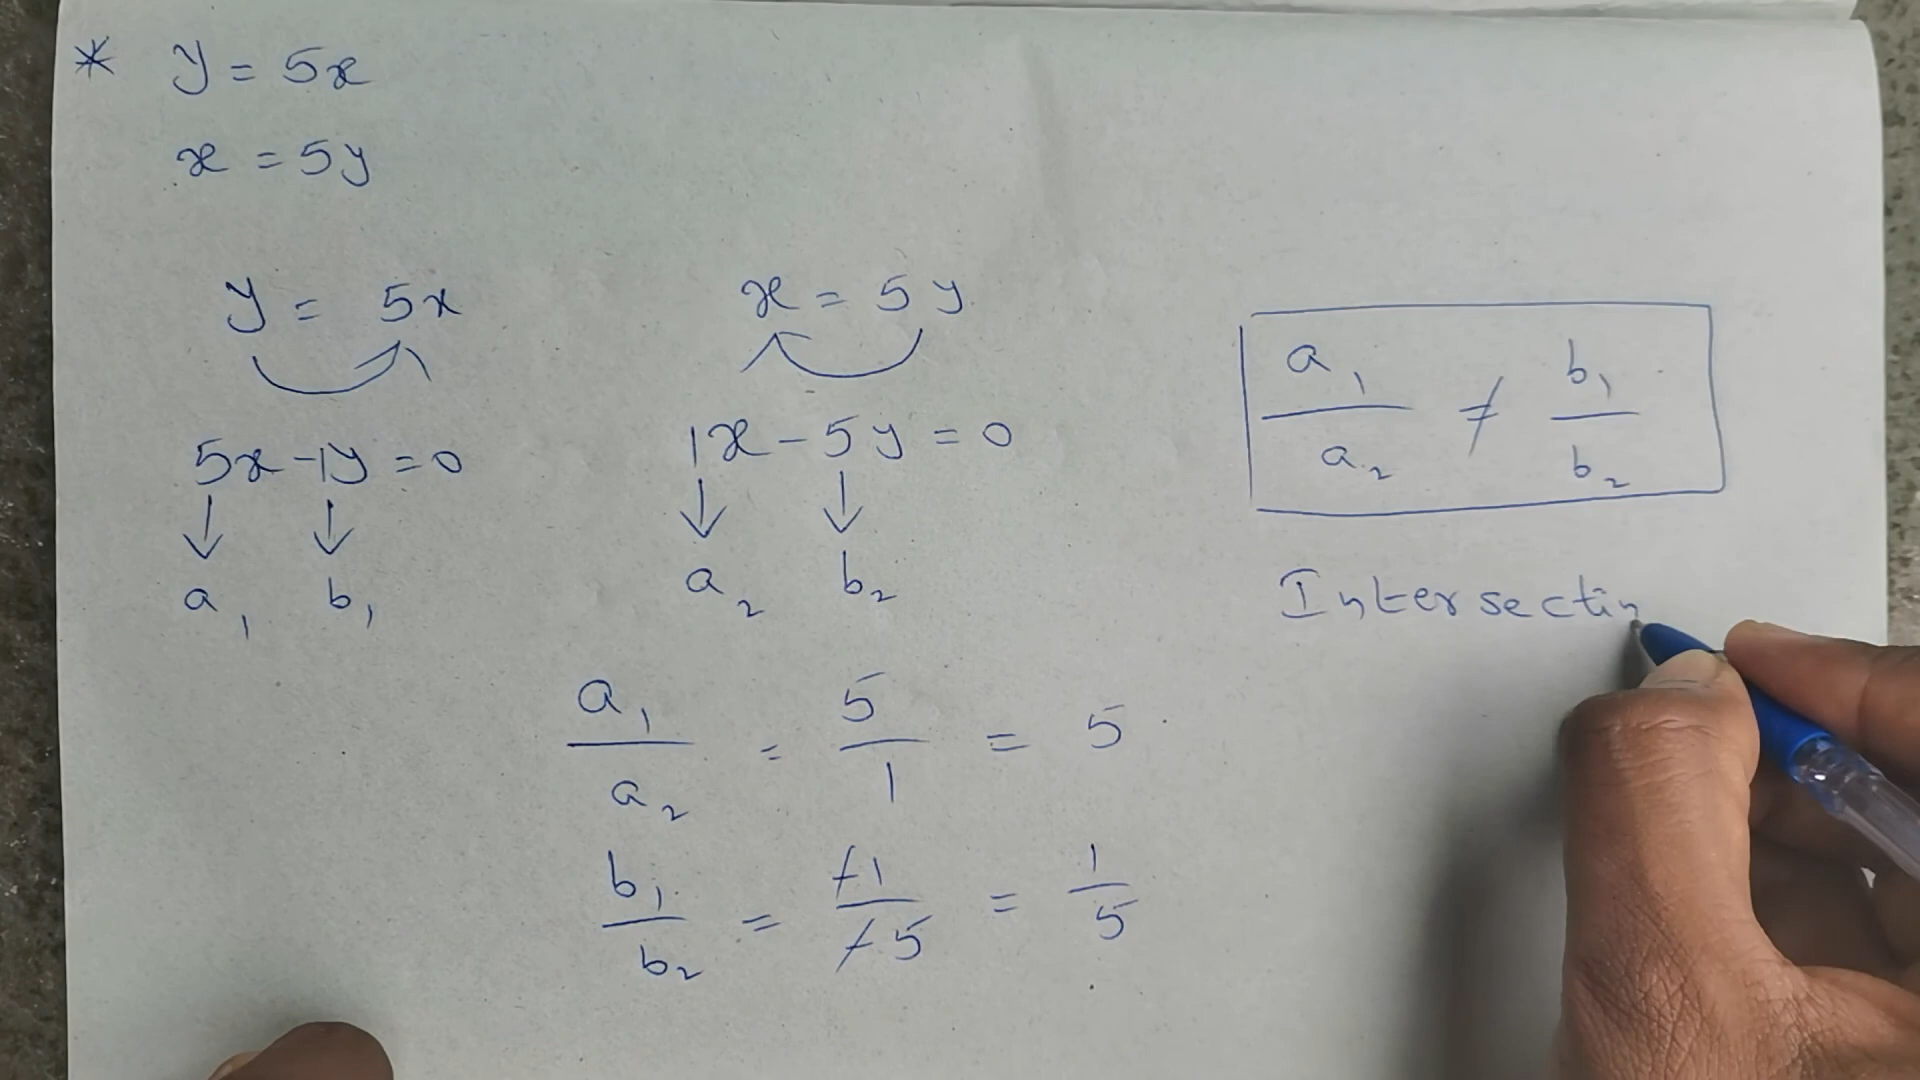 * y = 5x
x = 5y
y = 5x
5x - 1y = 0
a₁ b₁
x = 5y
1x - 5y = 0
a₂ b₂
a₁/a₂ = 5/1 = 5
b₁/b₂ = -1/-5 = 1/5
a₁/a₂ ≠ b₁/b₂
Intersectin